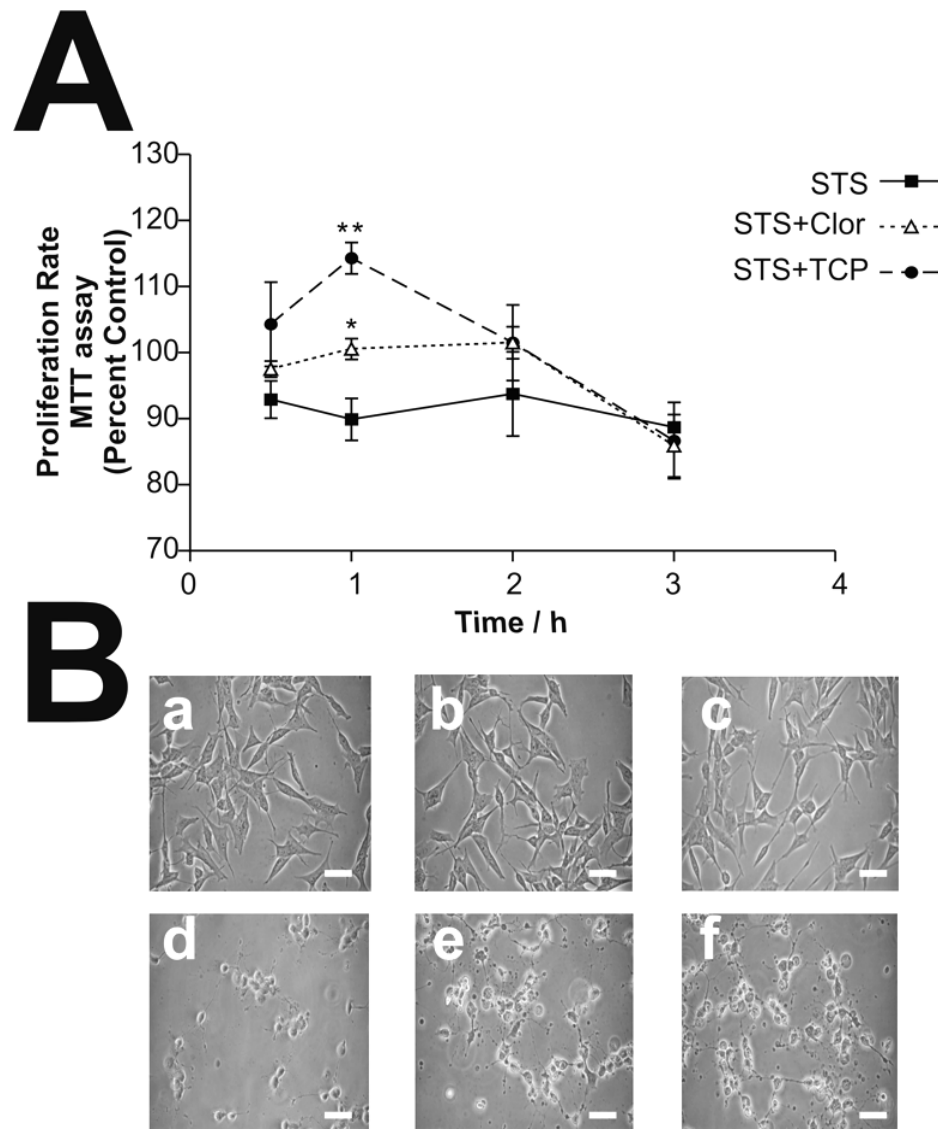 A
130
120
110
100
90
80
70
Proliferation Rate
MTT assay
(Percent Control)
**
*
STS
STS+Clor
STS+TCP
0
1
2
3
4
Time / h
B
a
b
c
d
e
f